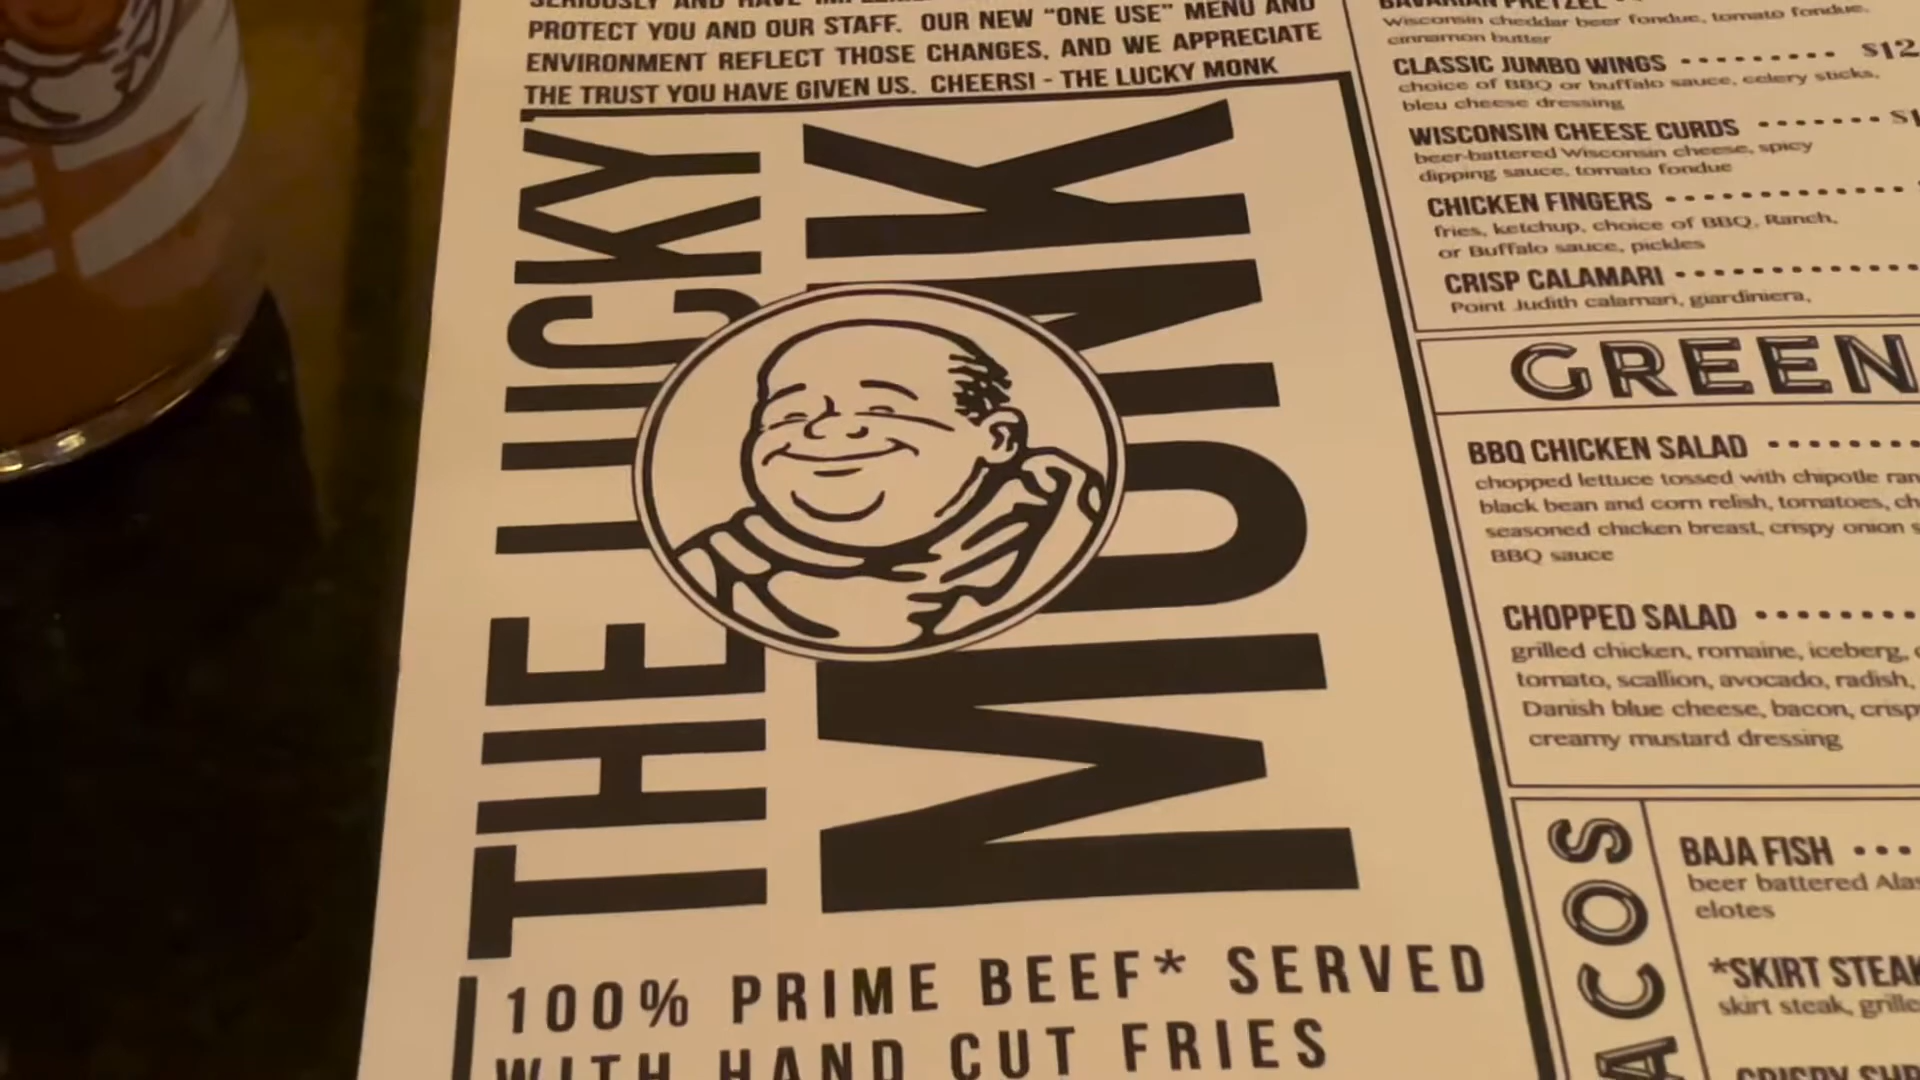 PROTECT YOU AND OUR STAFF. OUR NEW "ONE USE" MENU AND
ENVIRONMENT REFLECT THOSE CHANGES, AND WE APPRECIATE
THE TRUST YOU HAVE GIVEN US. CHEERS! - THE LUCKY MONK
THE LUCKY
MONK
100% PRIME BEEF* SERVED
WITH HAND CUT FRIES
BAVARIAN PRETZEL
Wisconsin cheddar beer fondue, tomato fondue,
cinnamon butter
CLASSIC JUMBO WINGS $12
choice of BBQ or buffalo sauce, celery sticks,
bleu cheese dressing
WISCONSIN CHEESE CURDS
beer-battered Wisconsin cheese, spicy
dipping sauce, tomato fondue
CHICKEN FINGERS
fries, ketchup, choice of BBQ, Ranch,
or Buffalo sauce, pickles
CRISP CALAMARI
Point Judith calamari, giardiniera,
GREEN
BBQ CHICKEN SALAD
chopped lettuce tossed with chipotle
black bean and corn relish, tomatoes,
seasoned chicken breast, crispy onion
BBQ sauce
CHOPPED SALAD
grilled chicken, romaine, iceberg,
tomato, scallion, avocado, radish,
Danish blue cheese, bacon, crisp
creamy mustard dressing
ACOS
BAJA FISH
beer battered
elotes
*SKIRT STEAK
skirt steak,